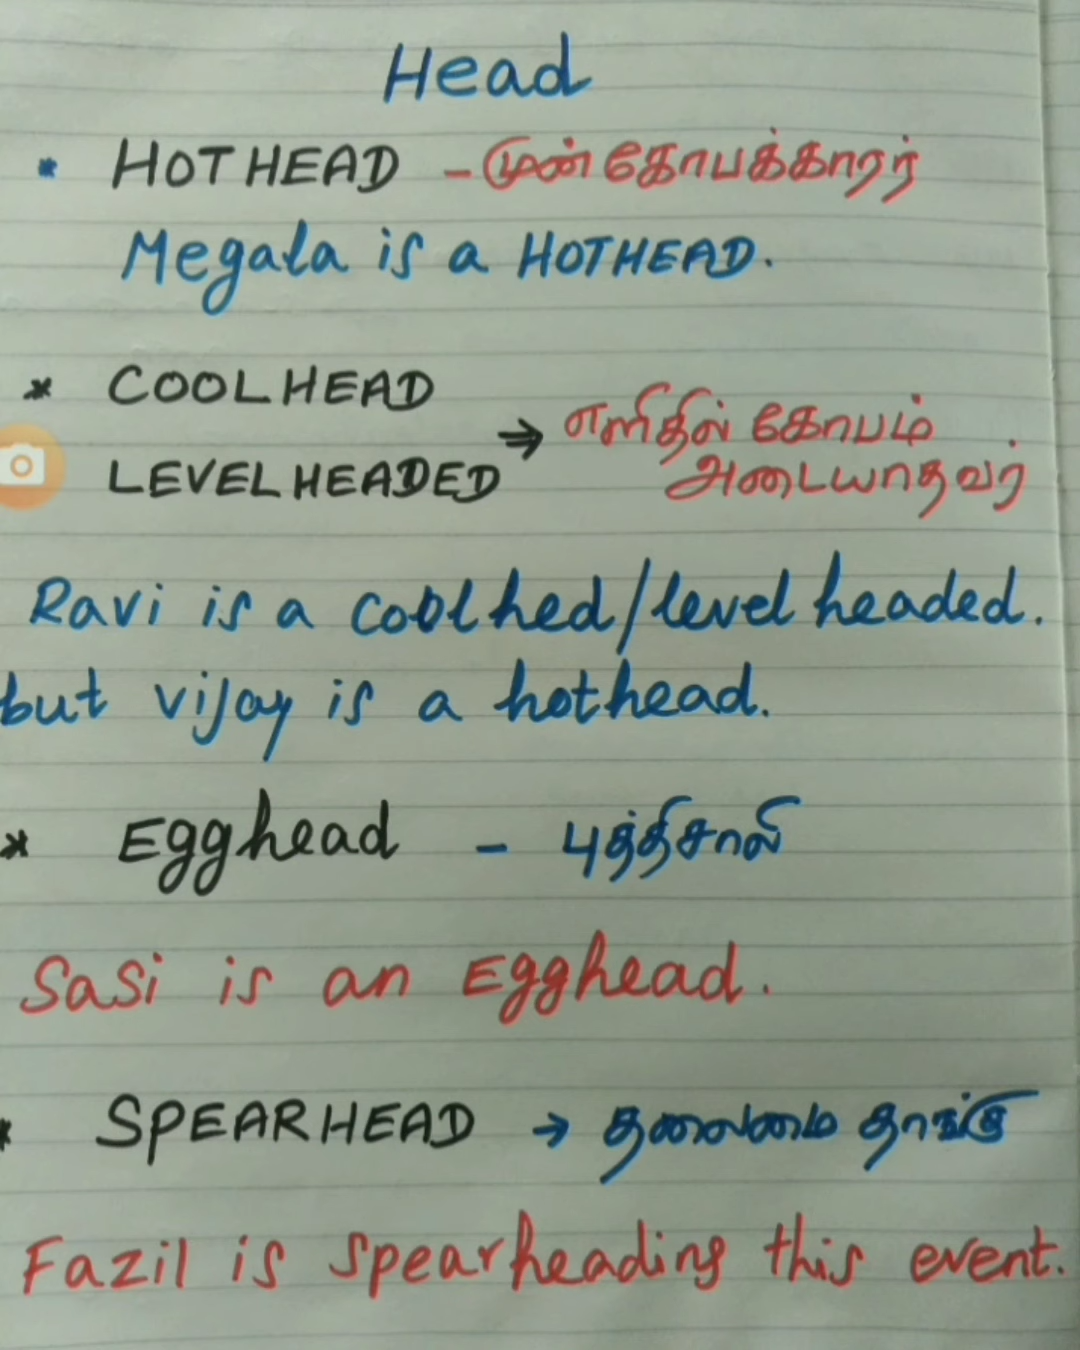 Head
* HOTHEAD - முன்கோபக்காரர்
Megala is a HOTHEAD.
* COOLHEAD
LEVELHEADED ⇒ எளிதில் கோபம்
அடையாதவர்
Ravi is a coolhed/level headed.
but vijay is a hothead.
* Egghead - புத்திசாலி
Sasi is an Egghead.
* SPEARHEAD → தலைமை தாங்கு
Fazil is spearheading this event.